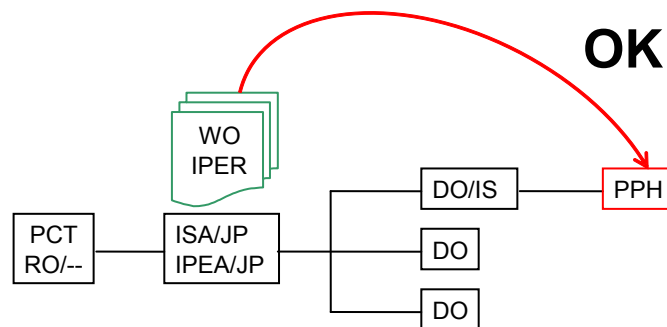 OK
WO
IPER
DO/IS
PPH
PCT
RO/--
ISA/JP
IPEA/JP
DO
DO